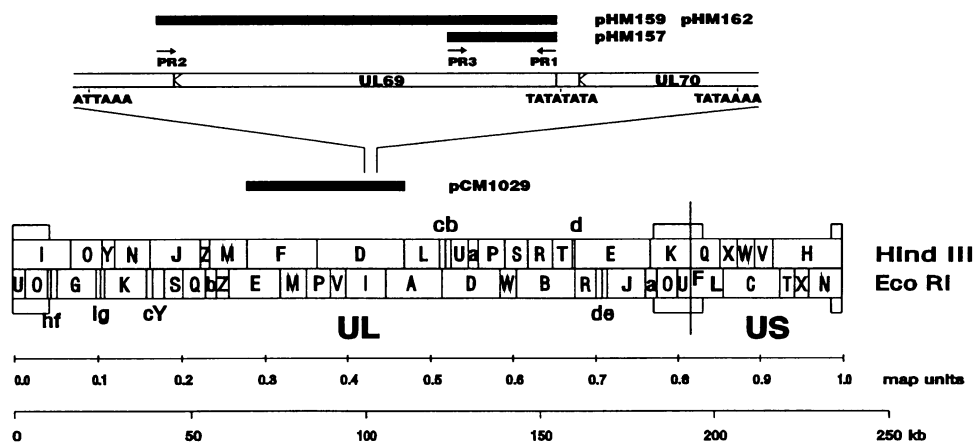 pHM159 pHM162
pHM157
PR2 PR3 PR1
UL69 UL70
ATTAAA TATATATA TATAAAA
pCM1029
cb d
I O Y N J Z M F D L U a P S R T E K Q X W V H Hind III
U O G K S Q b Z E M P V I A D W B R J a O U F L C T X N Eco RI
hf Ig cY de
UL US
0.0 0.1 0.2 0.3 0.4 0.5 0.6 0.7 0.8 0.9 1.0 map units
0 50 100 150 200 250 kb